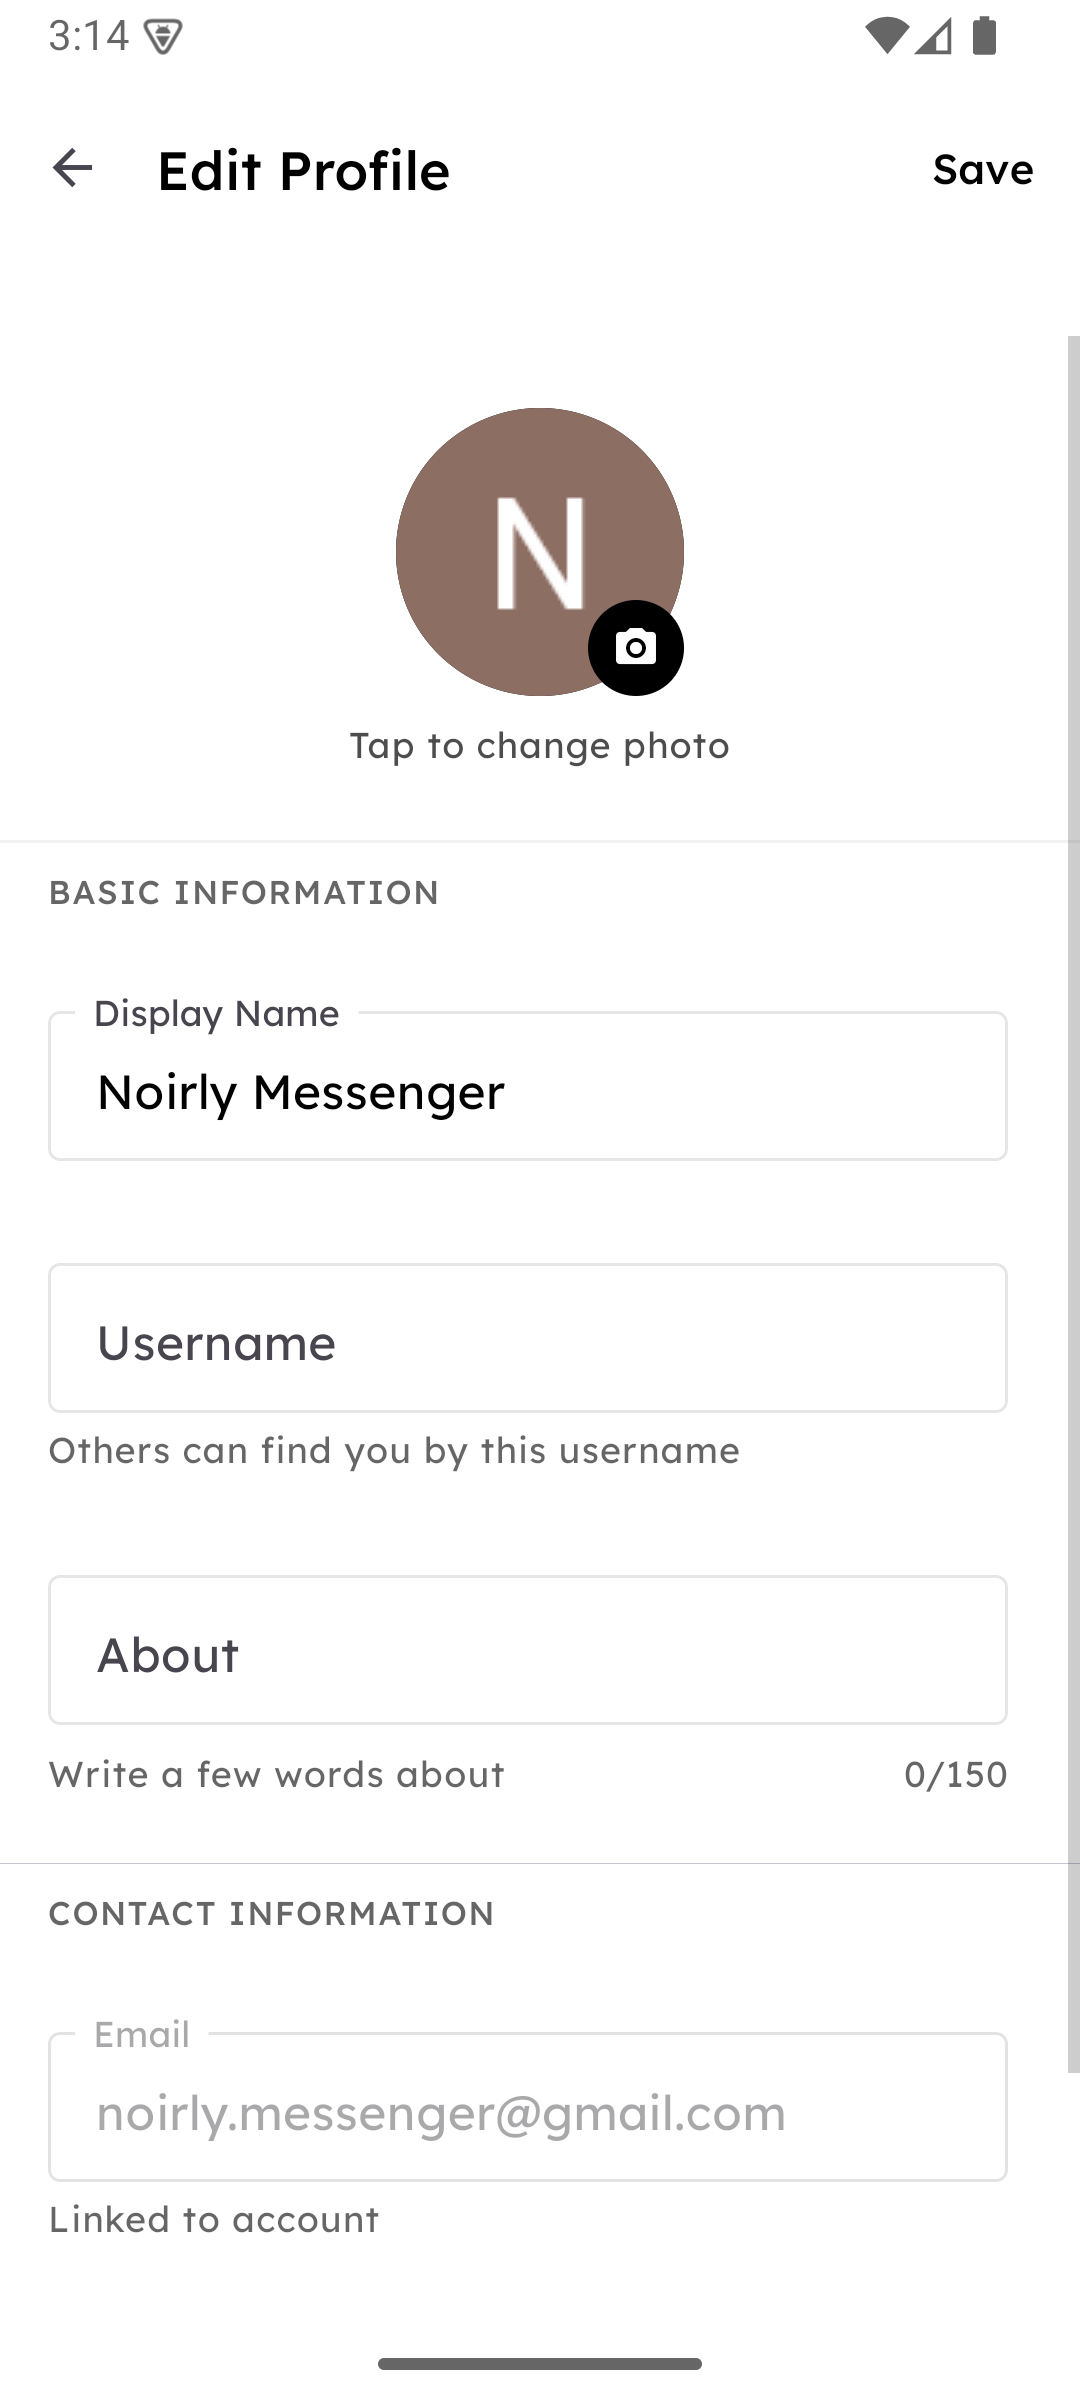 3:14
Edit Profile
Save
N
Tap to change photo
BASIC INFORMATION
Display Name
Noirly Messenger
Username
Others can find you by this username
About
Write a few words about
0/150
CONTACT INFORMATION
Email
noirly.messenger@gmail.com
Linked to account